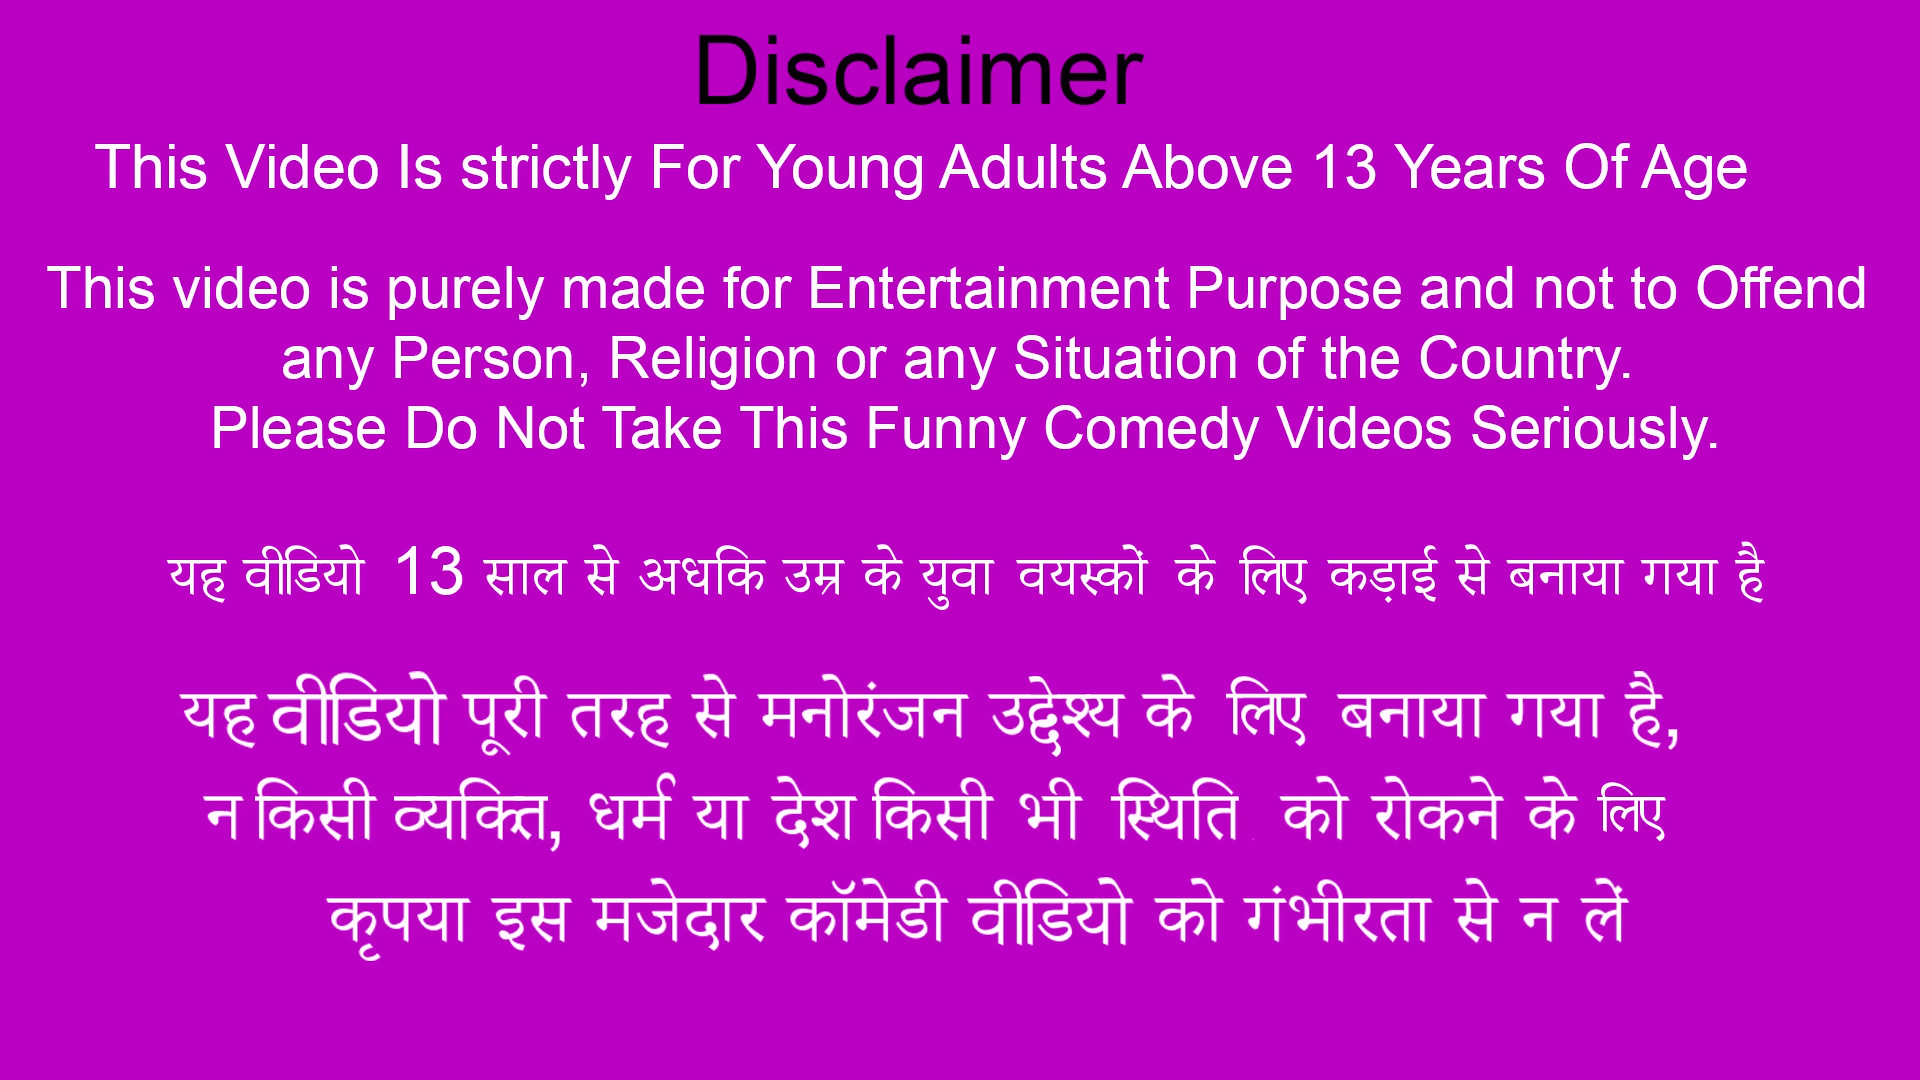 Disclaimer
This Video Is strictly For Young Adults Above 13 Years Of Age
This video is purely made for Entertainment Purpose and not to Offend
any Person, Religion or any Situation of the Country.
Please Do Not Take This Funny Comedy Videos Seriously.
यह वीडियो 13 साल से अधकि उम्र के युवा वयस्कों के लिए कड़ाई से बनाया गया है
यह वीडियो पूरी तरह से मनोरंजन उद्देश्य के लिए बनाया गया है,
न किसी व्यक्ति, धर्म या देश किसी भी स्थिति को रोकने के लिए
कृपया इस मजेदार कॉमेडी वीडियो को गंभीरता से न लें